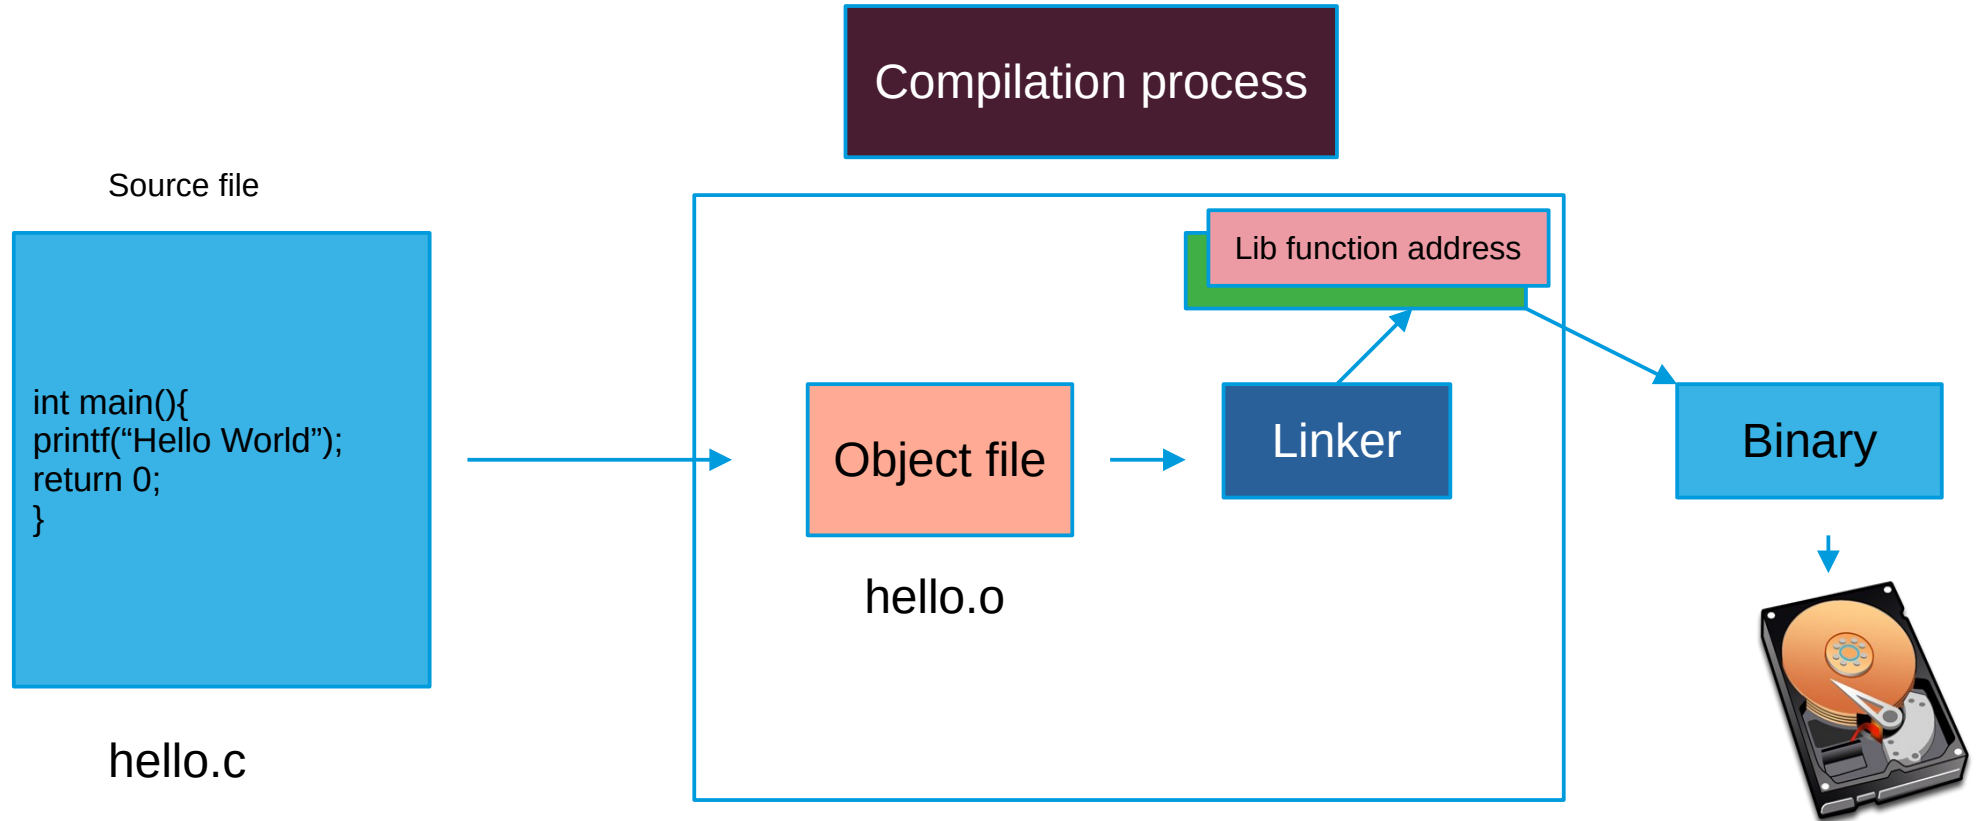 Compilation process
Source file
int main(){
printf(“Hello World”);
return 0;
}
hello.c
Object file
hello.o
Linker
Lib function address
Binary